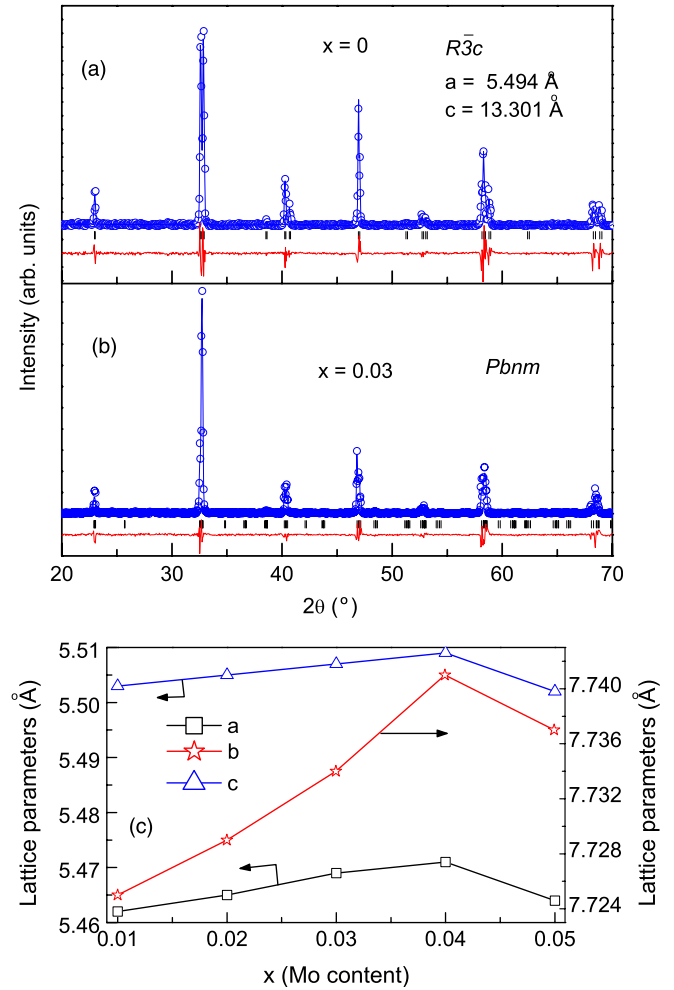 (a)
x = 0
R3̄c
a = 5.494 Å
c = 13.301 Å
(b)
x = 0.03
Pbnm
Intensity (arb. units)
20 30 40 50 60 70
2θ (°)
5.51
5.50
5.49
5.48
5.47
5.46
Lattice parameters (Å)
a
b
c
(c)
7.740
7.736
7.732
7.728
7.724
Lattice parameters (Å)
0.01 0.02 0.03 0.04 0.05
x (Mo content)